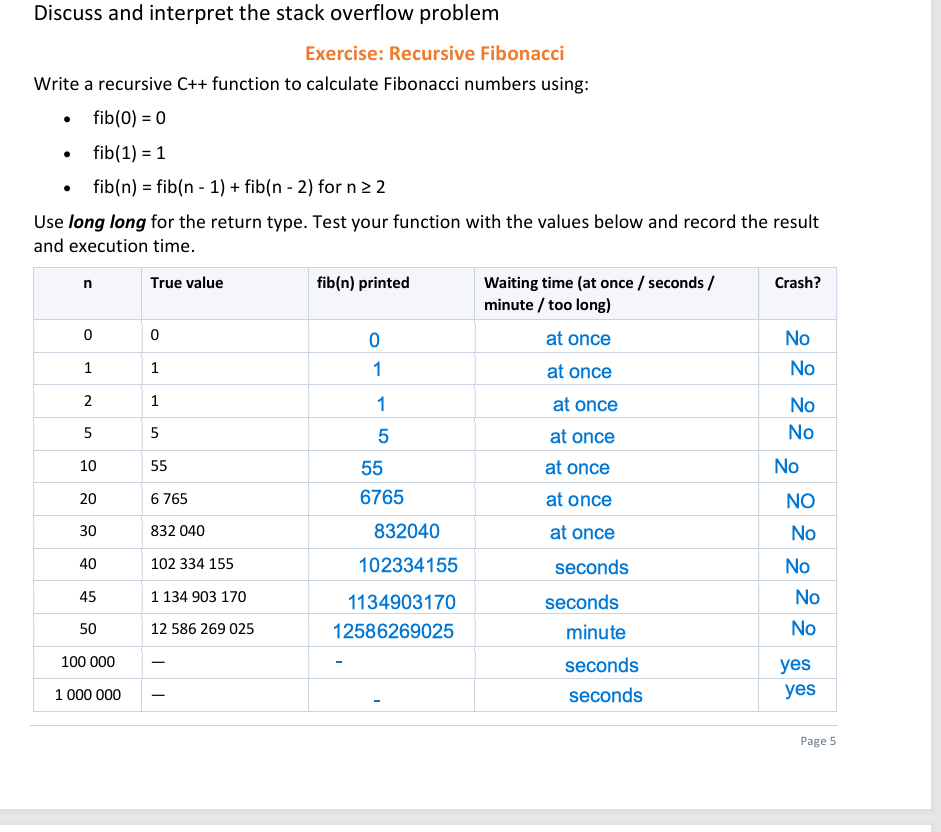 Discuss and interpret the stack overflow problem
Exercise: Recursive Fibonacci
Write a recursive C++ function to calculate Fibonacci numbers using:
• fib(0) = 0
• fib(1) = 1
• fib(n) = fib(n - 1) + fib(n - 2) for n ≥ 2
Use long long for the return type. Test your function with the values below and record the result
and execution time.
n True value fib(n) printed Waiting time (at once / seconds / Crash?
minute / too long)
0 0 0 at once No
1 1 1 at once No
2 1 1 at once No
5 5 5 at once No
10 55 55 at once No
20 6 765 6765 at once NO
30 832 040 832040 at once No
40 102 334 155 102334155 seconds No
45 1 134 903 170 1134903170 seconds No
50 12 586 269 025 12586269025 minute No
100 000 — - seconds yes
1 000 000 — - seconds yes
Page 5